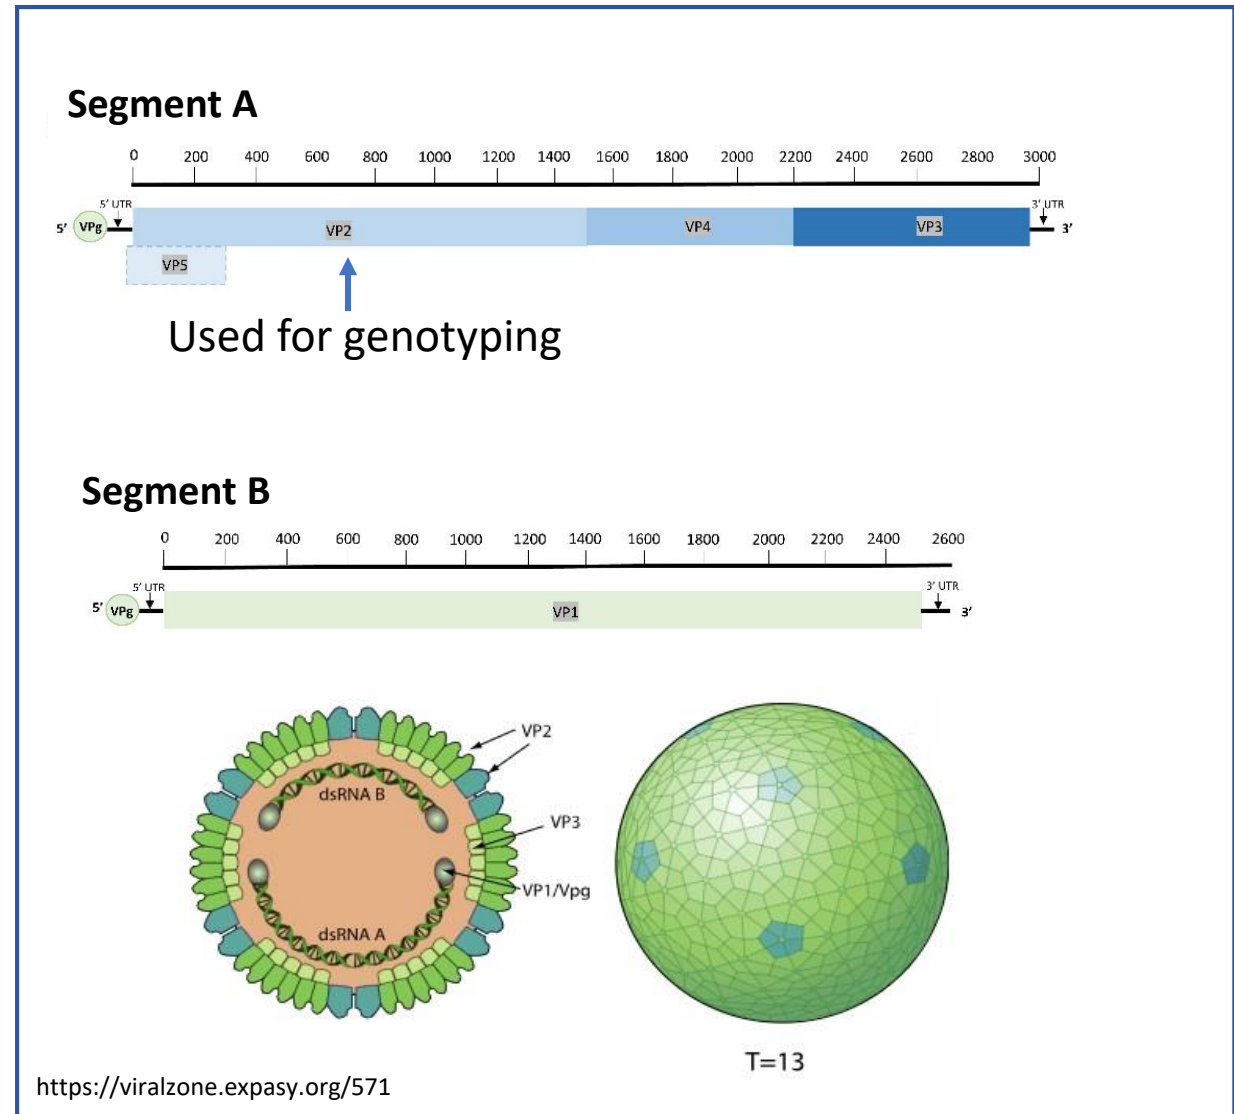 Segment A
0 200 400 600 800 1000 1200 1400 1600 1800 2000 2200 2400 2600 2800 3000
5' UTR 3' UTR
5' VPg VP2 VP4 VP3 3'
VP5
Used for genotyping
Segment B
0 200 400 600 800 1000 1200 1400 1600 1800 2000 2200 2400 2600
5' UTR 3' UTR
5' VPg VP1 3'
VP2
dsRNA B
VP3
VP1/Vpg
dsRNA A
T=13
https://viralzone.expasy.org/571